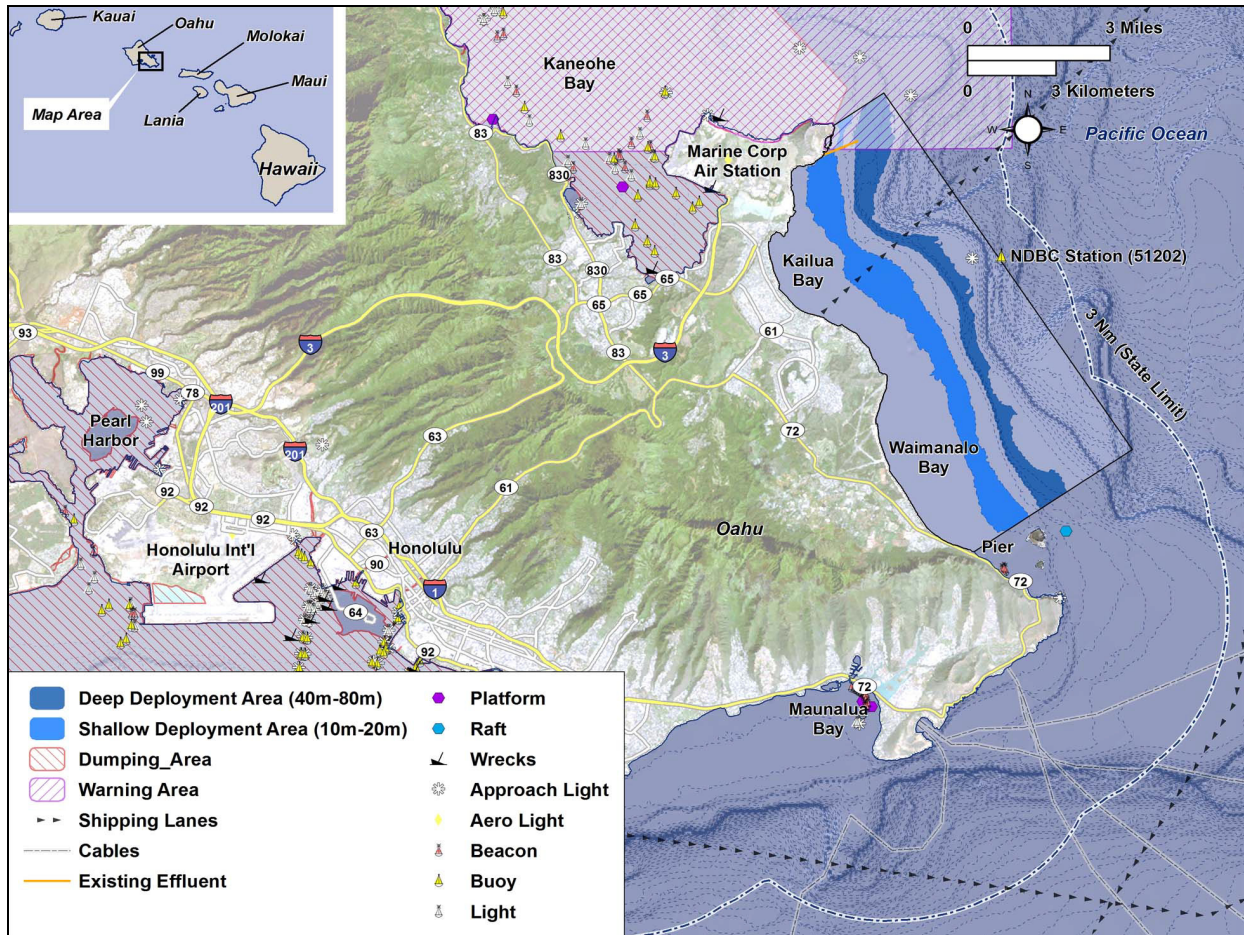 Kauai
Oahu
Molokai
Maui
Map Area
Lania
Hawaii
0
3 Miles
0
3 Kilometers
N
W
E
S
Pacific Ocean
Kaneohe
Bay
83
Marine Corp
Air Station
830
Kailua
Bay
NDBC Station (51202)
83
830
65
65
65
61
3 Nm (State Limit)
93
3
83
3
99
78
201
Pearl
Harbor
201
63
72
Waimanalo
Bay
92
92
92
61
Oahu
63
Honolulu Int'l
Airport
90
Honolulu
Pier
72
1
64
92
72
Maunalua
Bay
Deep Deployment Area (40m-80m)
Shallow Deployment Area (10m-20m)
Dumping_Area
Warning Area
Shipping Lanes
Cables
Existing Effluent
Platform
Raft
Wrecks
Approach Light
Aero Light
Beacon
Buoy
Light